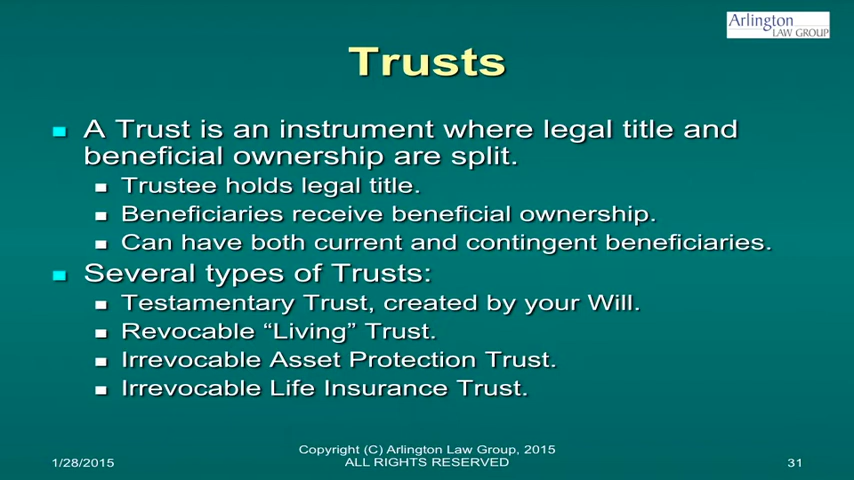 Arlington
LAW GROUP
Trusts
A Trust is an instrument where legal title and
beneficial ownership are split.
Trustee holds legal title.
Beneficiaries receive beneficial ownership.
Can have both current and contingent beneficiaries.
Several types of Trusts:
Testamentary Trust, created by your Will.
Revocable “Living” Trust.
Irrevocable Asset Protection Trust.
Irrevocable Life Insurance Trust.
1/28/2015
Copyright (C) Arlington Law Group, 2015
ALL RIGHTS RESERVED
31